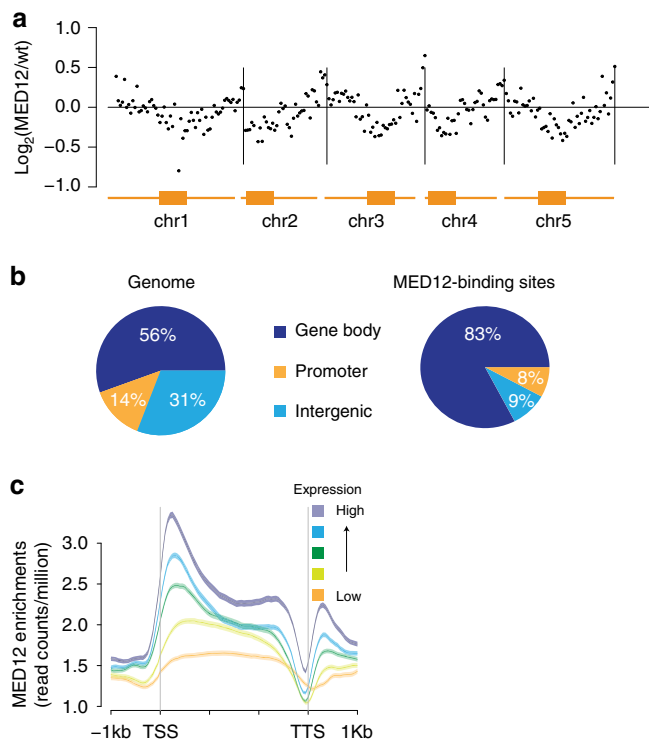 a
Log2(MED12/wt)
1.0
0.5
0.0
−0.5
−1.0
chr1 chr2 chr3 chr4 chr5
b
Genome
MED12-binding sites
56%
14%
31%
Gene body
Promoter
Intergenic
83%
8%
9%
c
Expression
High
Low
MED12 enrichments
(read counts/million)
3.0
2.5
2.0
1.5
1.0
−1kb TSS TTS 1Kb